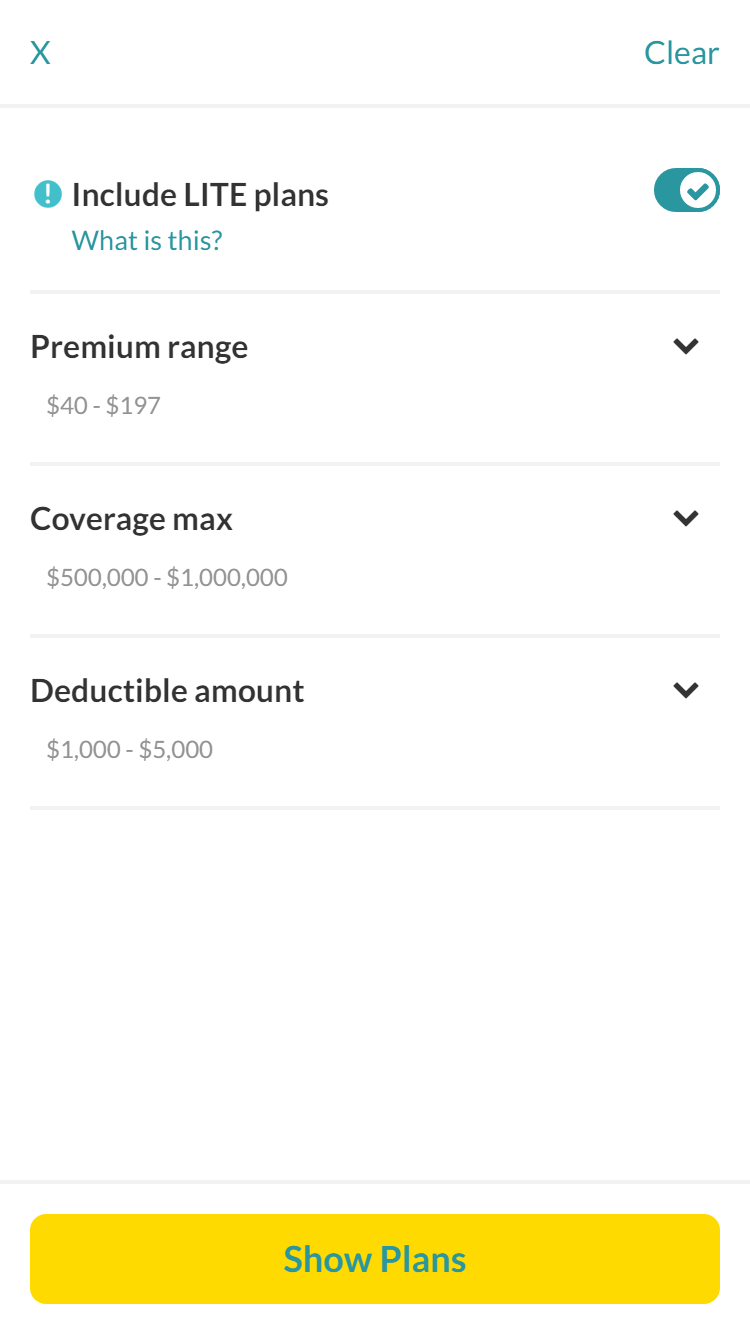 X
Clear
Include LITE plans
What is this?
Premium range
$40 - $197
Coverage max
$500,000 - $1,000,000
Deductible amount
$1,000 - $5,000
Show Plans